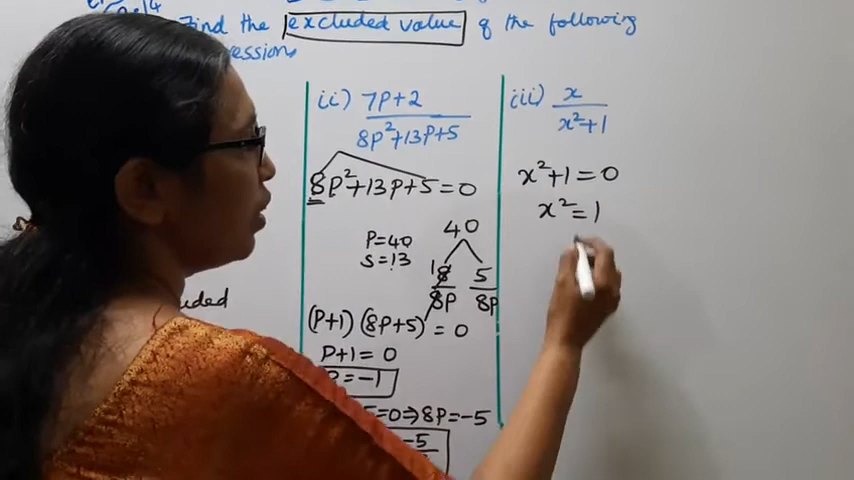 Find the excluded value of the following
ii) 7P+2 / 8P²+13P+5
8P²+13P+5=0
P=40
S=13
40
1 8 / 8P 5 / 8P
(P+1) (8P+5) = 0
P+1=0
P=-1
5=0⇒8P=-5
-5
iii) x / x²+1
x²+1=0
x²=1